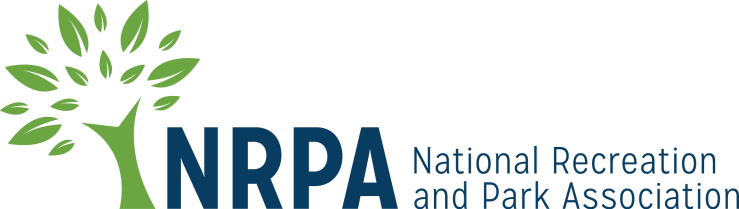 NRPA
National Recreation
and Park Association